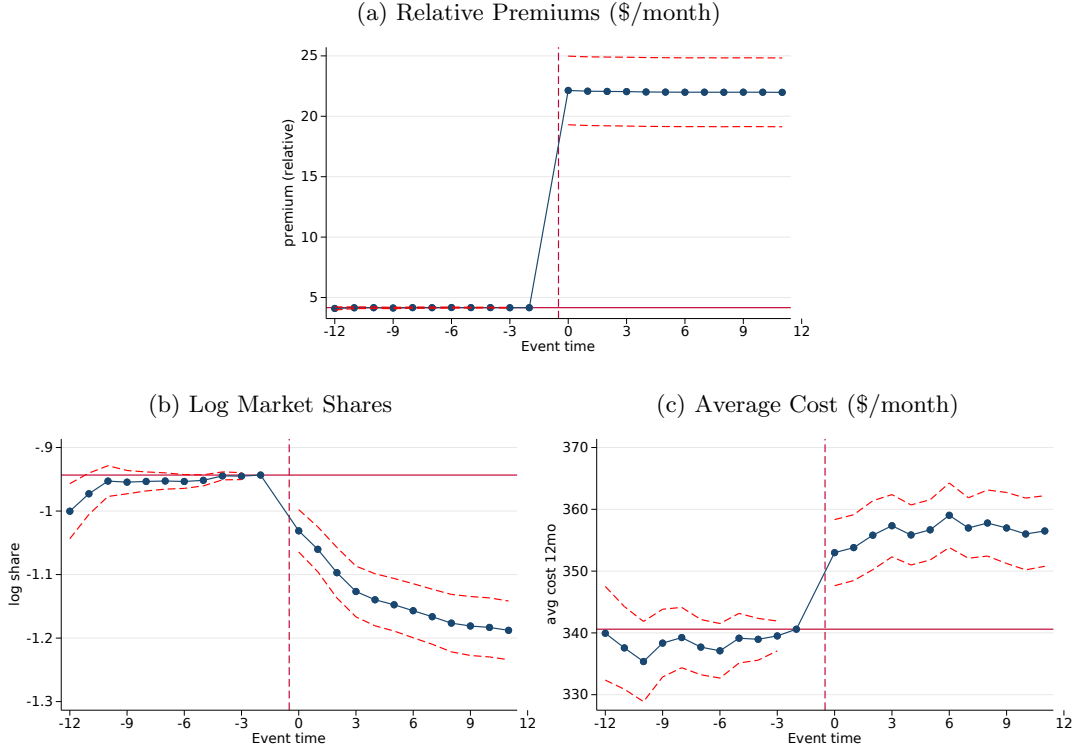 (a) Relative Premiums ($/month)
25
20
15
10
5
premium (relative)
-12 -9 -6 -3 0 3 6 9 12
Event time
(b) Log Market Shares
-.9
-1
-1.1
-1.2
-1.3
log share
-12 -9 -6 -3 0 3 6 9 12
Event time
(c) Average Cost ($/month)
370
360
350
340
330
avg cost 12mo
-12 -9 -6 -3 0 3 6 9 12
Event time